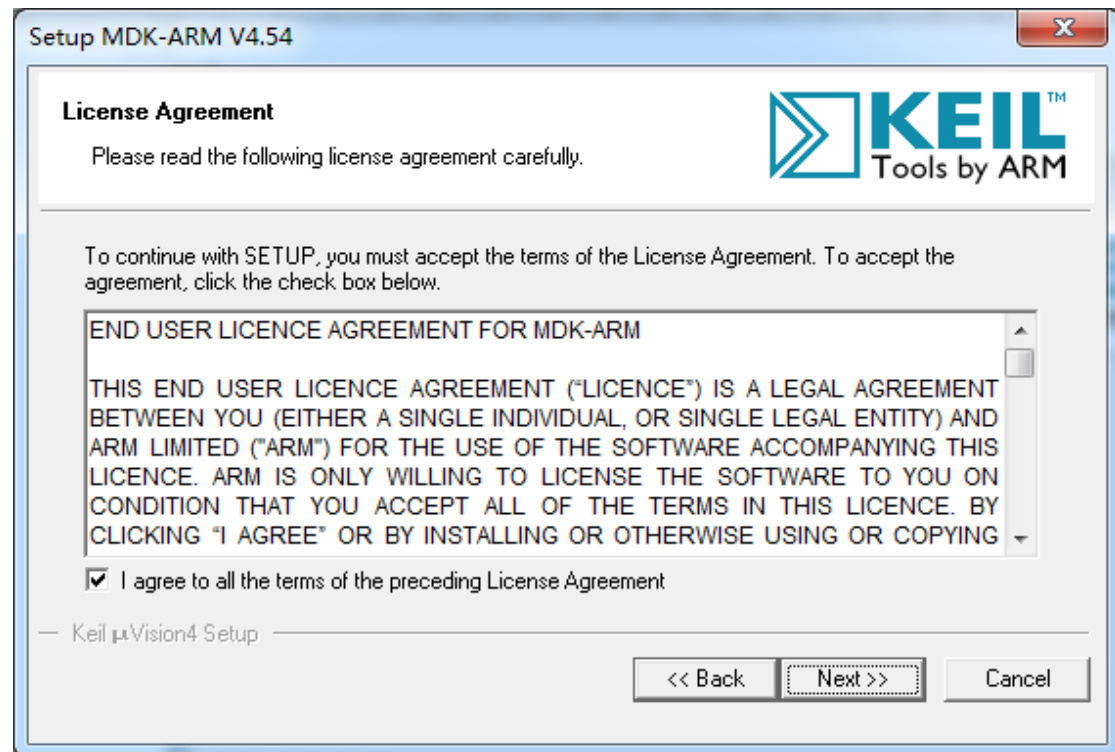 Setup MDK-ARM V4.54
License Agreement
Please read the following license agreement carefully.
KEIL™
Tools by ARM
To continue with SETUP, you must accept the terms of the License Agreement. To accept the
agreement, click the check box below.
END USER LICENCE AGREEMENT FOR MDK-ARM
THIS END USER LICENCE AGREEMENT (“LICENCE”) IS A LEGAL AGREEMENT
BETWEEN YOU (EITHER A SINGLE INDIVIDUAL, OR SINGLE LEGAL ENTITY) AND
ARM LIMITED ("ARM") FOR THE USE OF THE SOFTWARE ACCOMPANYING THIS
LICENCE. ARM IS ONLY WILLING TO LICENSE THE SOFTWARE TO YOU ON
CONDITION THAT YOU ACCEPT ALL OF THE TERMS IN THIS LICENCE. BY
CLICKING “I AGREE” OR BY INSTALLING OR OTHERWISE USING OR COPYING
I agree to all the terms of the preceding License Agreement
Keil µVision4 Setup
<< Back
Next >>
Cancel